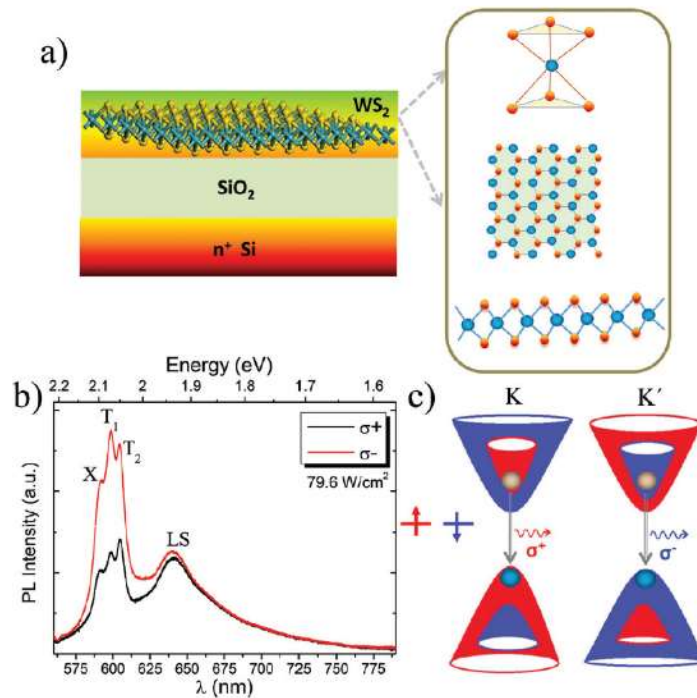 a)
WS2
SiO2
n+ Si
b)
Energy (eV)
2.2 2.1 2 1.9 1.8 1.7 1.6
X
T1
T2
LS
σ+
σ-
79.6 W/cm2
PL Intensity (a.u.)
575 600 625 650 675 700 725 750 775
λ (nm)
c)
K
K′
σ+
σ-